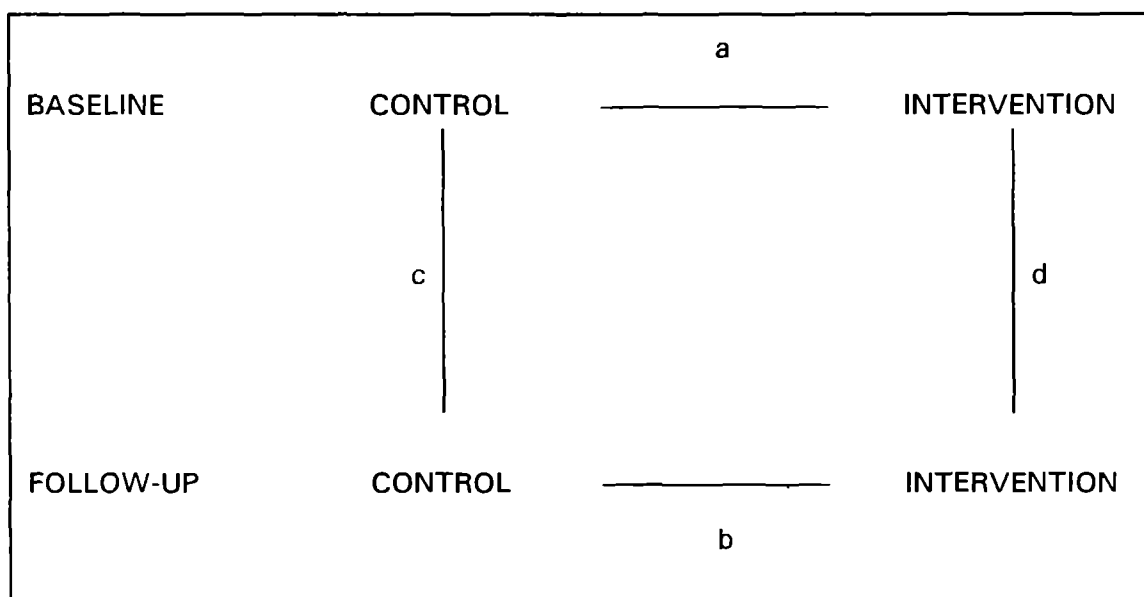 a
BASELINE CONTROL INTERVENTION
c d
FOLLOW-UP CONTROL INTERVENTION
b